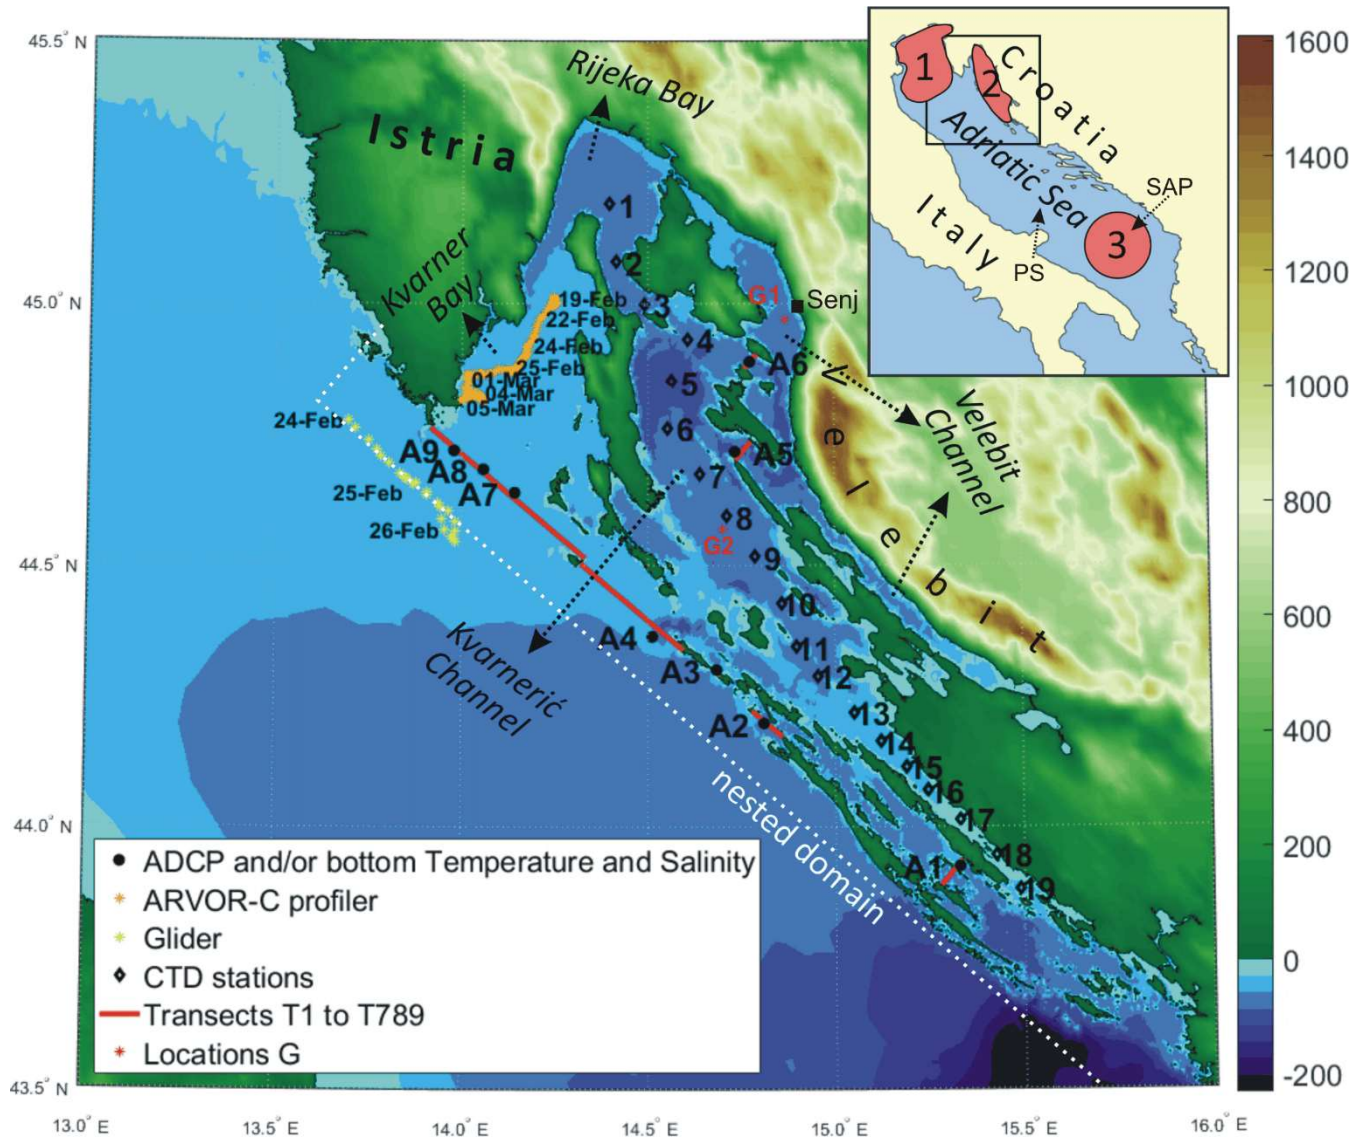 45.5° N
45.0° N
44.5° N
44.0° N
43.5° N
13.0° E
13.5° E
14.0° E
14.5° E
15.0° E
15.5° E
16.0° E
Istria
Rijeka Bay
Kvarner
Bay
1
2
3
4
5
6
7
8
9
10
11
12
13
14
15
16
17
18
19
19-Feb
22-Feb
24-Feb
25-Feb
01-Mar
04-Mar
05-Mar
24-Feb
25-Feb
26-Feb
G1
Senj
G2
A9
A8
A7
A6
A5
A4
A3
A2
A1
Velebit
Velebit
Channel
Kvarnerić
Channel
nested domain
1
2
3
Croatia
Adriatic Sea
Italy
SAP
PS
ADCP and/or bottom Temperature and Salinity
ARVOR-C profiler
Glider
CTD stations
Transects T1 to T789
Locations G
1600
1400
1200
1000
800
600
400
200
0
-200